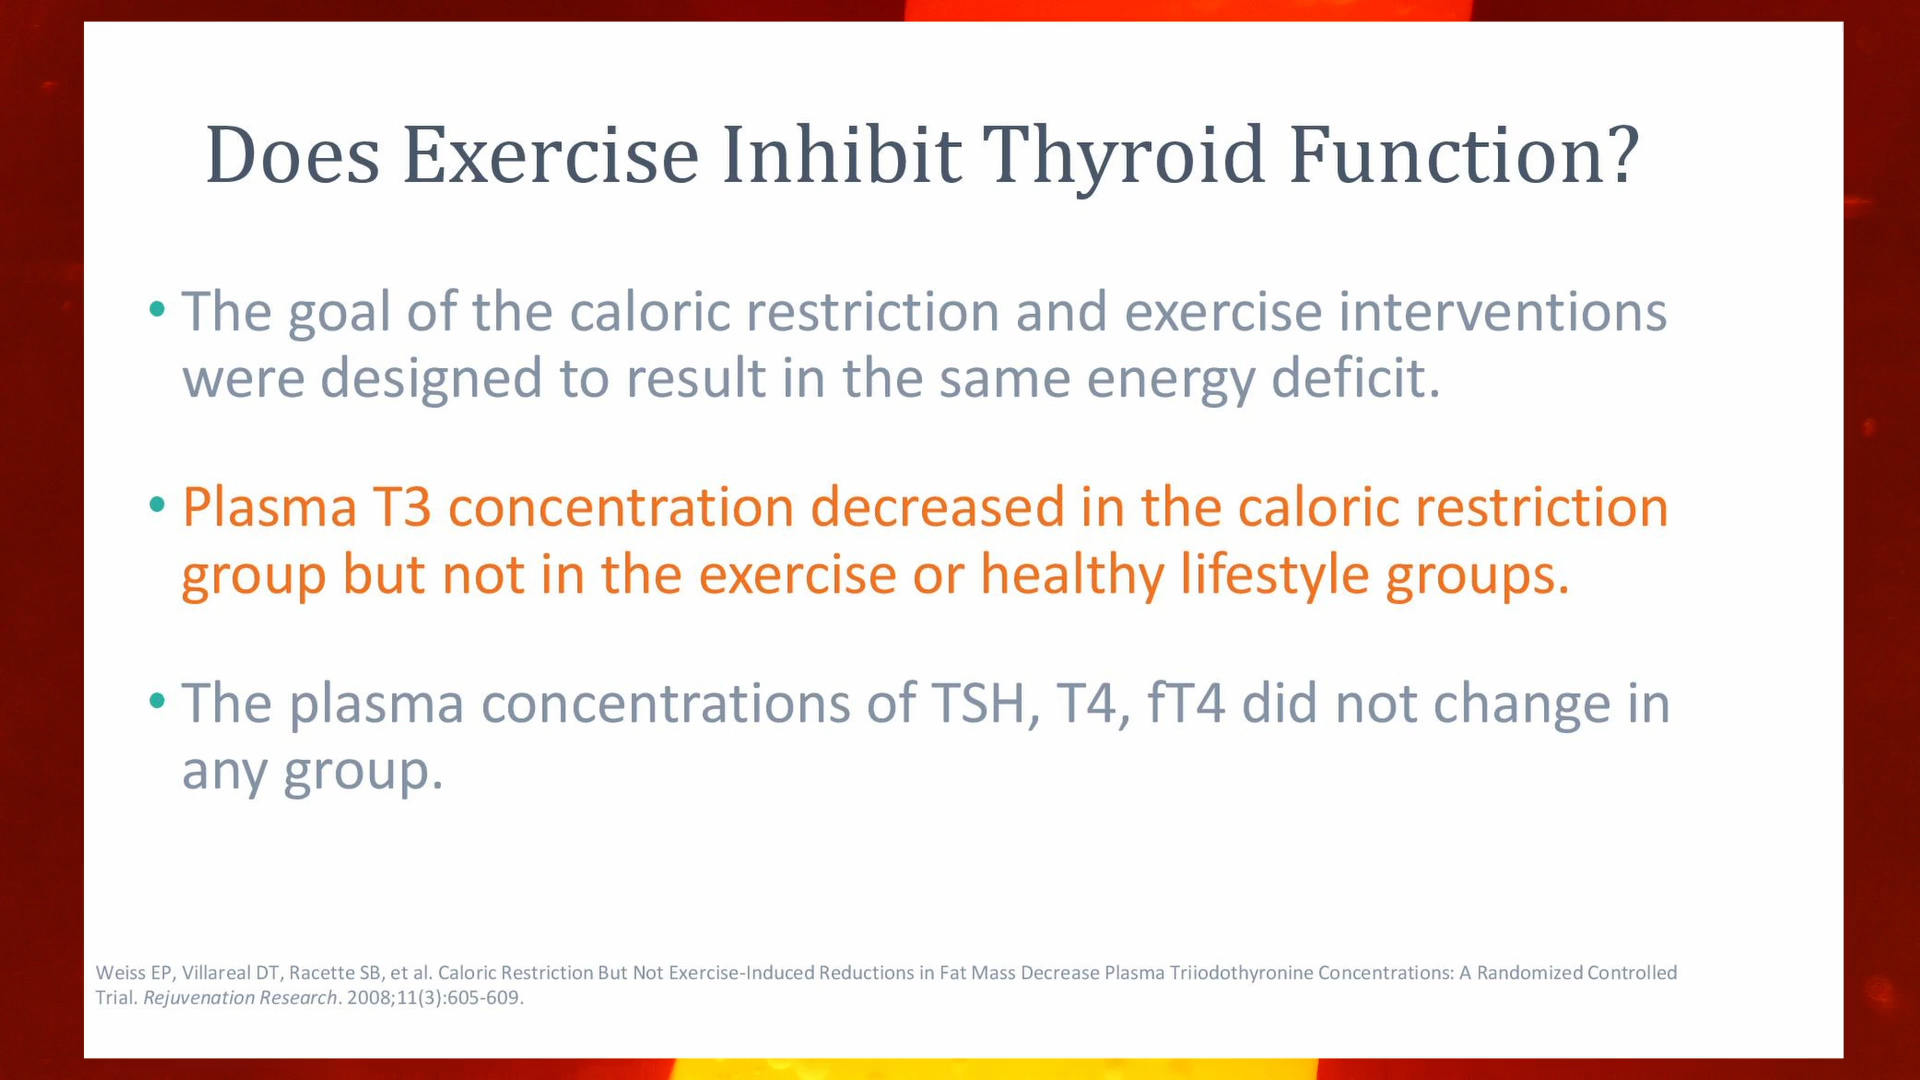 Does Exercise Inhibit Thyroid Function?
• The goal of the caloric restriction and exercise interventions
were designed to result in the same energy deficit.
• Plasma T3 concentration decreased in the caloric restriction
group but not in the exercise or healthy lifestyle groups.
• The plasma concentrations of TSH, T4, fT4 did not change in
any group.
Weiss EP, Villareal DT, Racette SB, et al. Caloric Restriction But Not Exercise-Induced Reductions in Fat Mass Decrease Plasma Triiodothyronine Concentrations: A Randomized Controlled
Trial. Rejuvenation Research. 2008;11(3):605-609.